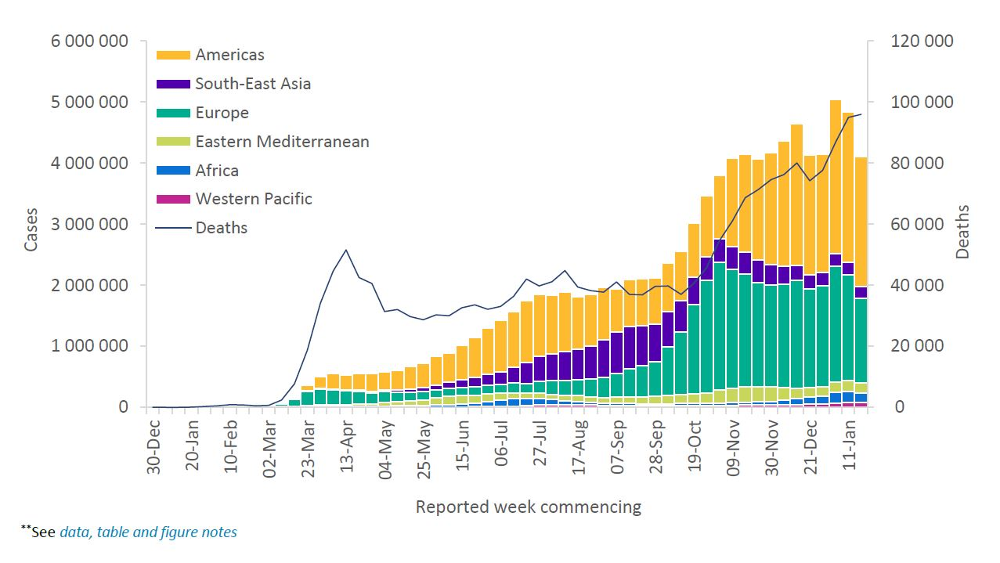 6 000 000
5 000 000
4 000 000
3 000 000
2 000 000
1 000 000
0
Cases
Americas
South-East Asia
Europe
Eastern Mediterranean
Africa
Western Pacific
Deaths
120 000
100 000
80 000
60 000
40 000
20 000
0
Deaths
30-Dec
20-Jan
10-Feb
02-Mar
23-Mar
13-Apr
04-May
25-May
15-Jun
06-Jul
27-Jul
17-Aug
07-Sep
28-Sep
19-Oct
09-Nov
30-Nov
21-Dec
11-Jan
Reported week commencing
**See data, table and figure notes